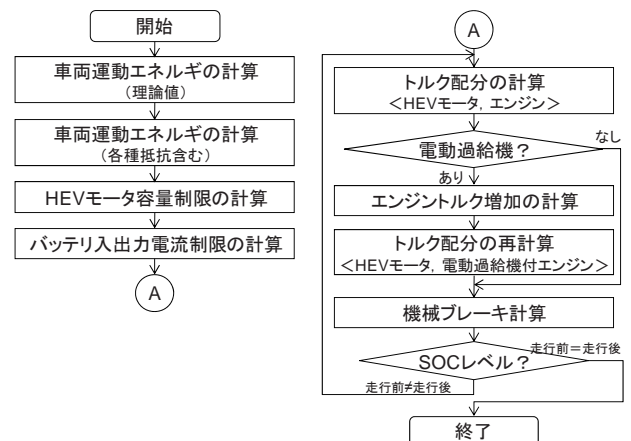 開始
車両運動エネルギの計算
(理論値)
車両運動エネルギの計算
(各種抵抗含む)
HEVモータ容量制限の計算
バッテリ入出力電流制限の計算
A
A
トルク配分の計算
＜HEVモータ, エンジン＞
電動過給機？
なし
あり
エンジントルク増加の計算
トルク配分の再計算
＜HEVモータ, 電動過給機付エンジン＞
機械ブレーキ計算
SOCレベル？
走行前＝走行後
走行前≠走行後
終了